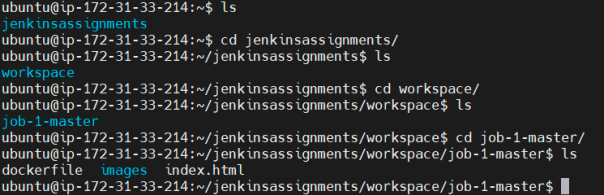 ubuntu@ip-172-31-33-214:~$ ls
jenkinsassignments
ubuntu@ip-172-31-33-214:~$ cd jenkinsassignments/
ubuntu@ip-172-31-33-214:~/jenkinsassignments$ ls
workspace
ubuntu@ip-172-31-33-214:~/jenkinsassignments$ cd workspace/
ubuntu@ip-172-31-33-214:~/jenkinsassignments/workspace$ ls
job-1-master
ubuntu@ip-172-31-33-214:~/jenkinsassignments/workspace$ cd job-1-master/
ubuntu@ip-172-31-33-214:~/jenkinsassignments/workspace/job-1-master$ ls
dockerfile  images  index.html
ubuntu@ip-172-31-33-214:~/jenkinsassignments/workspace/job-1-master$